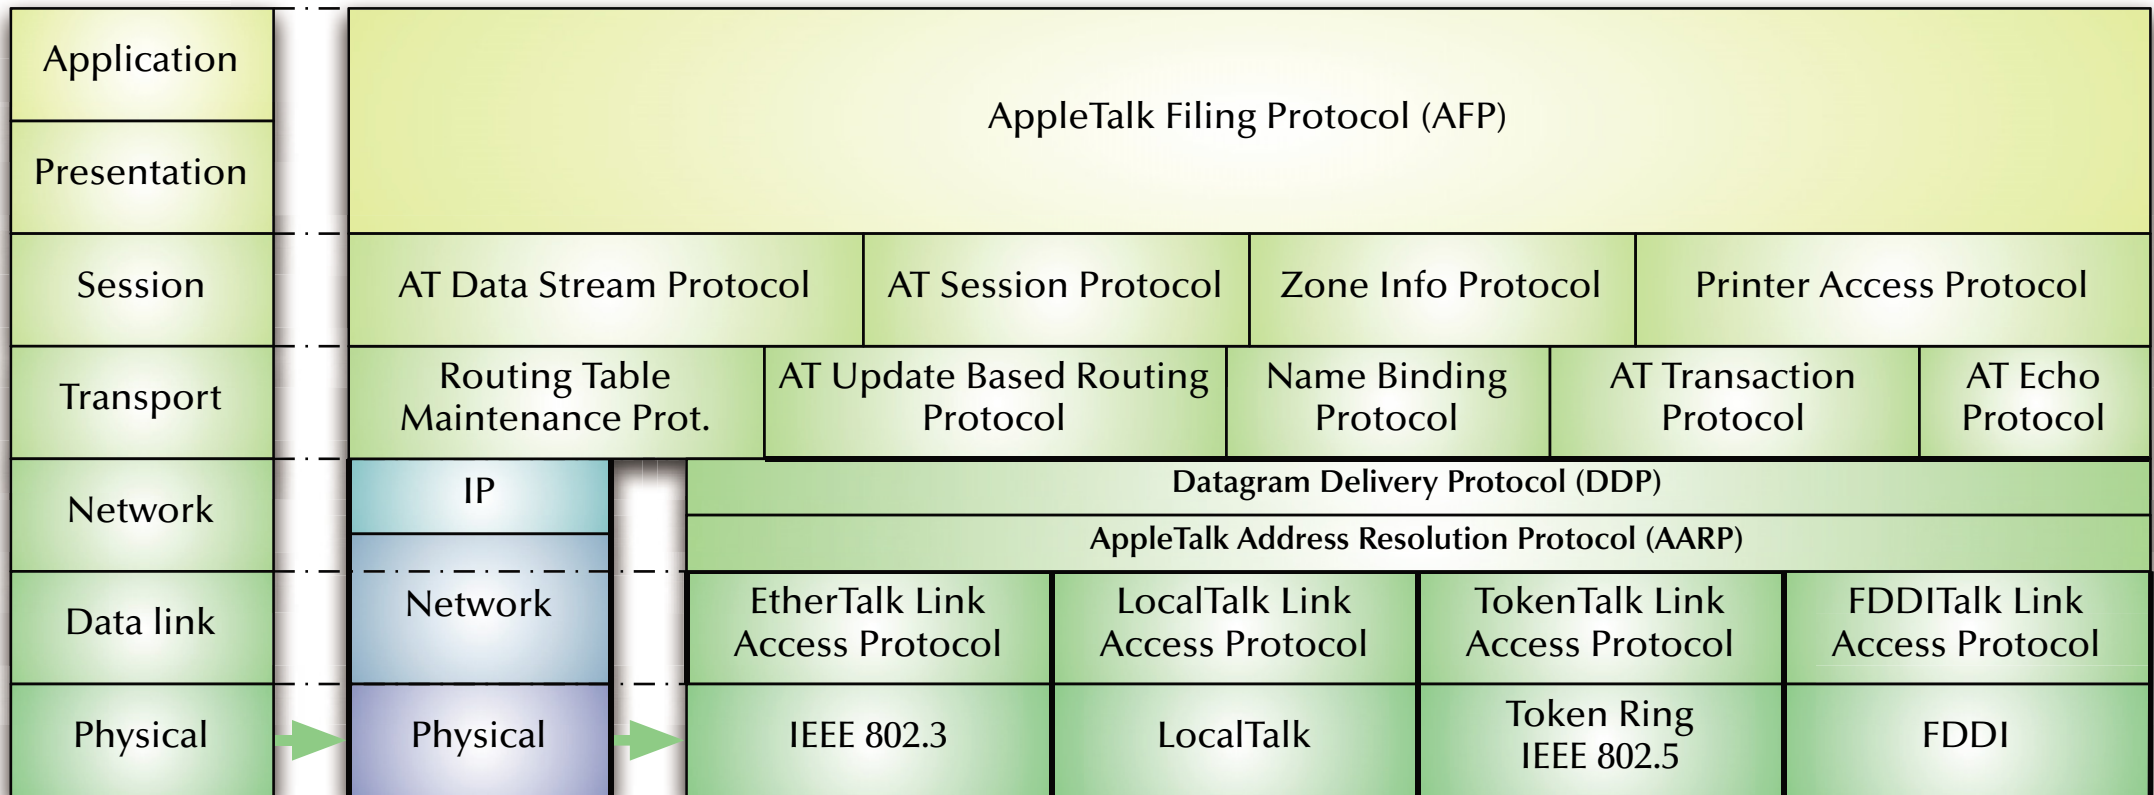 Application
AppleTalk Filing Protocol (AFP)
Presentation
Session
AT Data Stream Protocol
AT Session Protocol
Zone Info Protocol
Printer Access Protocol
Transport
Routing Table
Maintenance Prot.
AT Update Based Routing
Protocol
Name Binding
Protocol
AT Transaction
Protocol
AT Echo
Protocol
Network
IP
Datagram Delivery Protocol (DDP)
AppleTalk Address Resolution Protocol (AARP)
Data link
Network
EtherTalk Link
Access Protocol
LocalTalk Link
Access Protocol
TokenTalk Link
Access Protocol
FDDITalk Link
Access Protocol
Physical
Physical
IEEE 802.3
LocalTalk
Token Ring
IEEE 802.5
FDDI